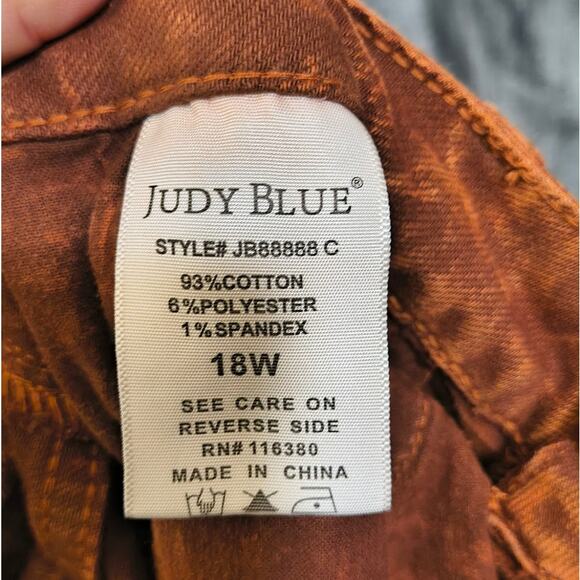 JUDY BLUE®
STYLE# JB88888 C
93%COTTON
6%POLYESTER
1%SPANDEX
18W
SEE CARE ON
REVERSE SIDE
RN# 116380
MADE IN CHINA